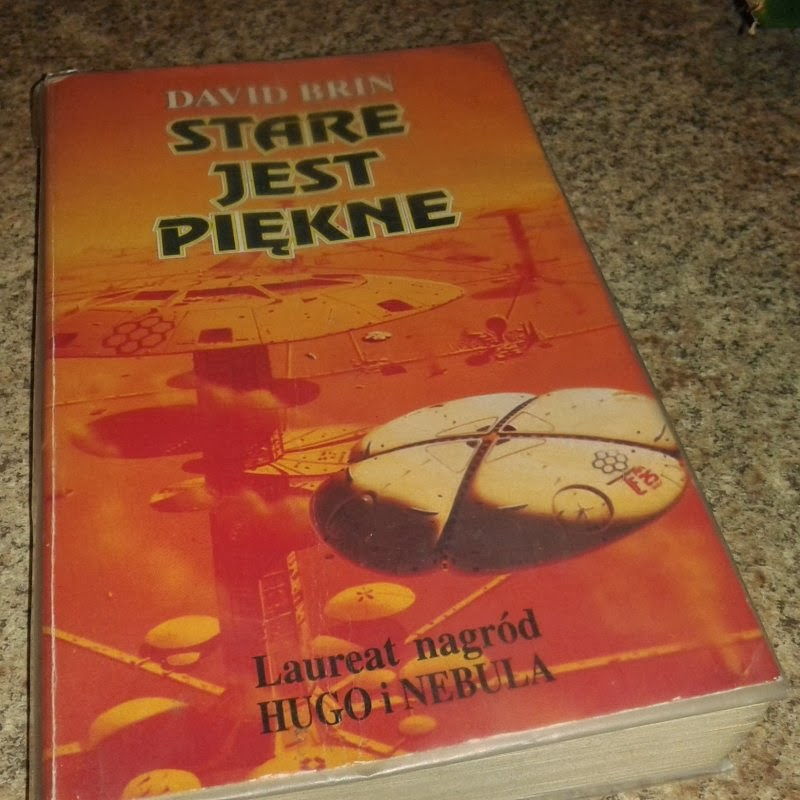 DAVID BRIN
STARE
JEST
PIĘKNE
Laureat nagród
HUGO i NEBULA